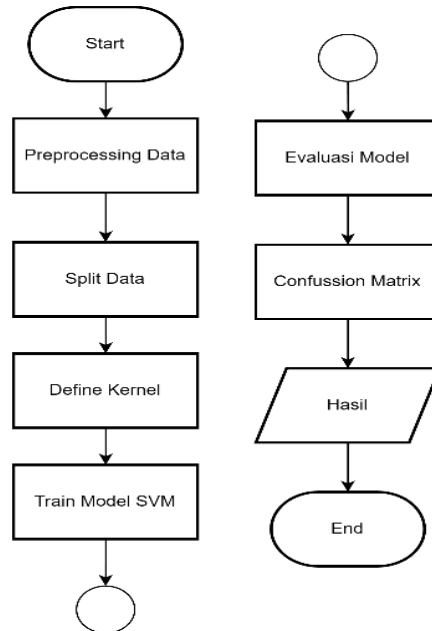 Start
Preprocessing Data
Split Data
Define Kernel
Train Model SVM
Evaluasi Model
Confussion Matrix
Hasil
End